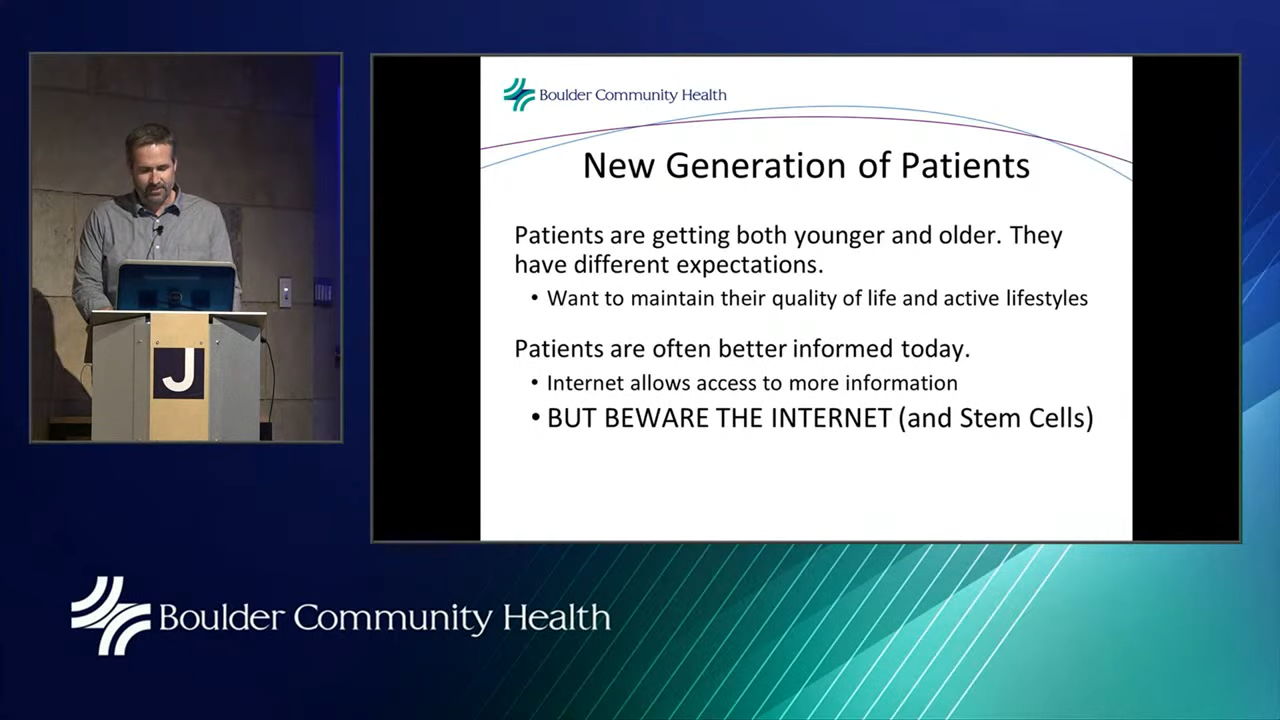 Boulder Community Health
New Generation of Patients
Patients are getting both younger and older. They
have different expectations.
• Want to maintain their quality of life and active lifestyles
Patients are often better informed today.
• Internet allows access to more information
• BUT BEWARE THE INTERNET (and Stem Cells)
J
Boulder Community Health